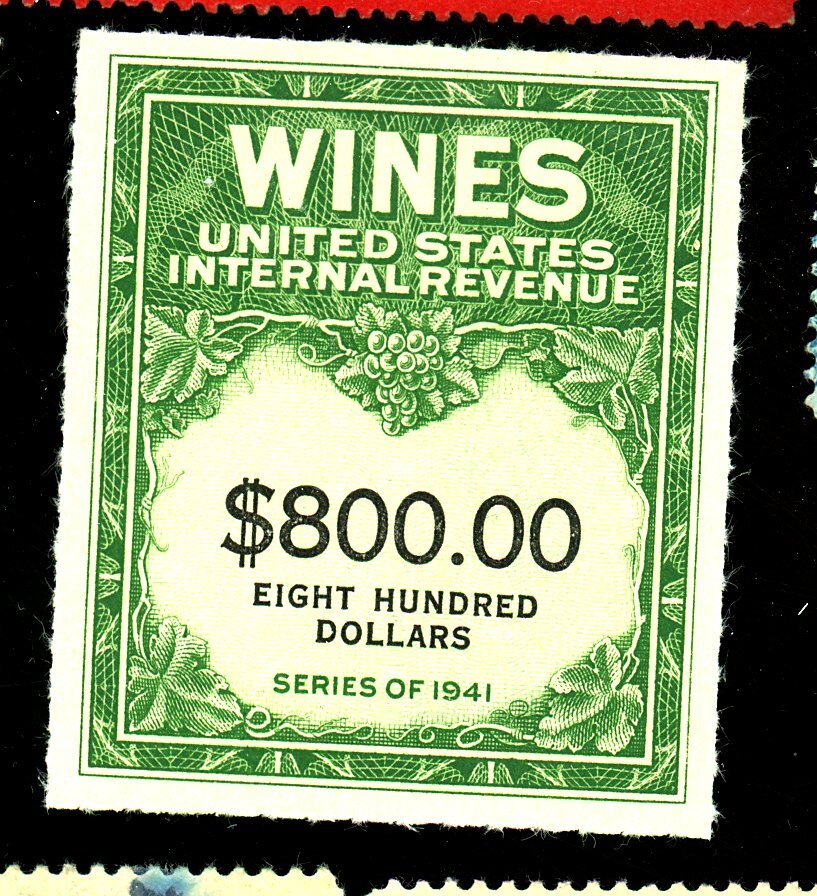 WINES
UNITED STATES
INTERNAL REVENUE
$800.00
EIGHT HUNDRED
DOLLARS
SERIES OF 1941